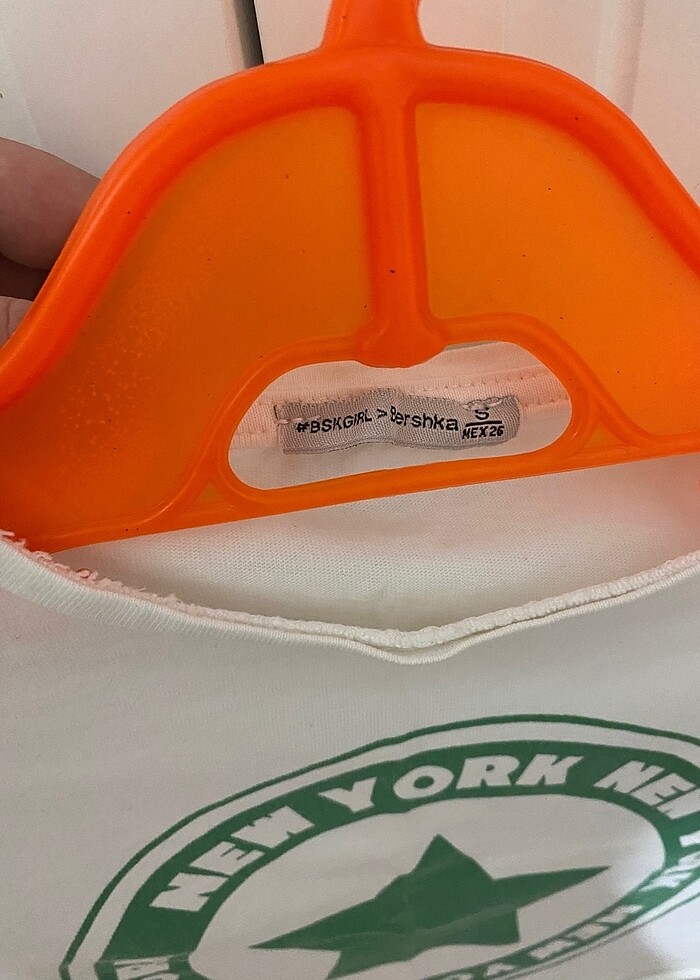 #BSKGIRL > Bershka
S
MEX 26
NEW YORK NEW